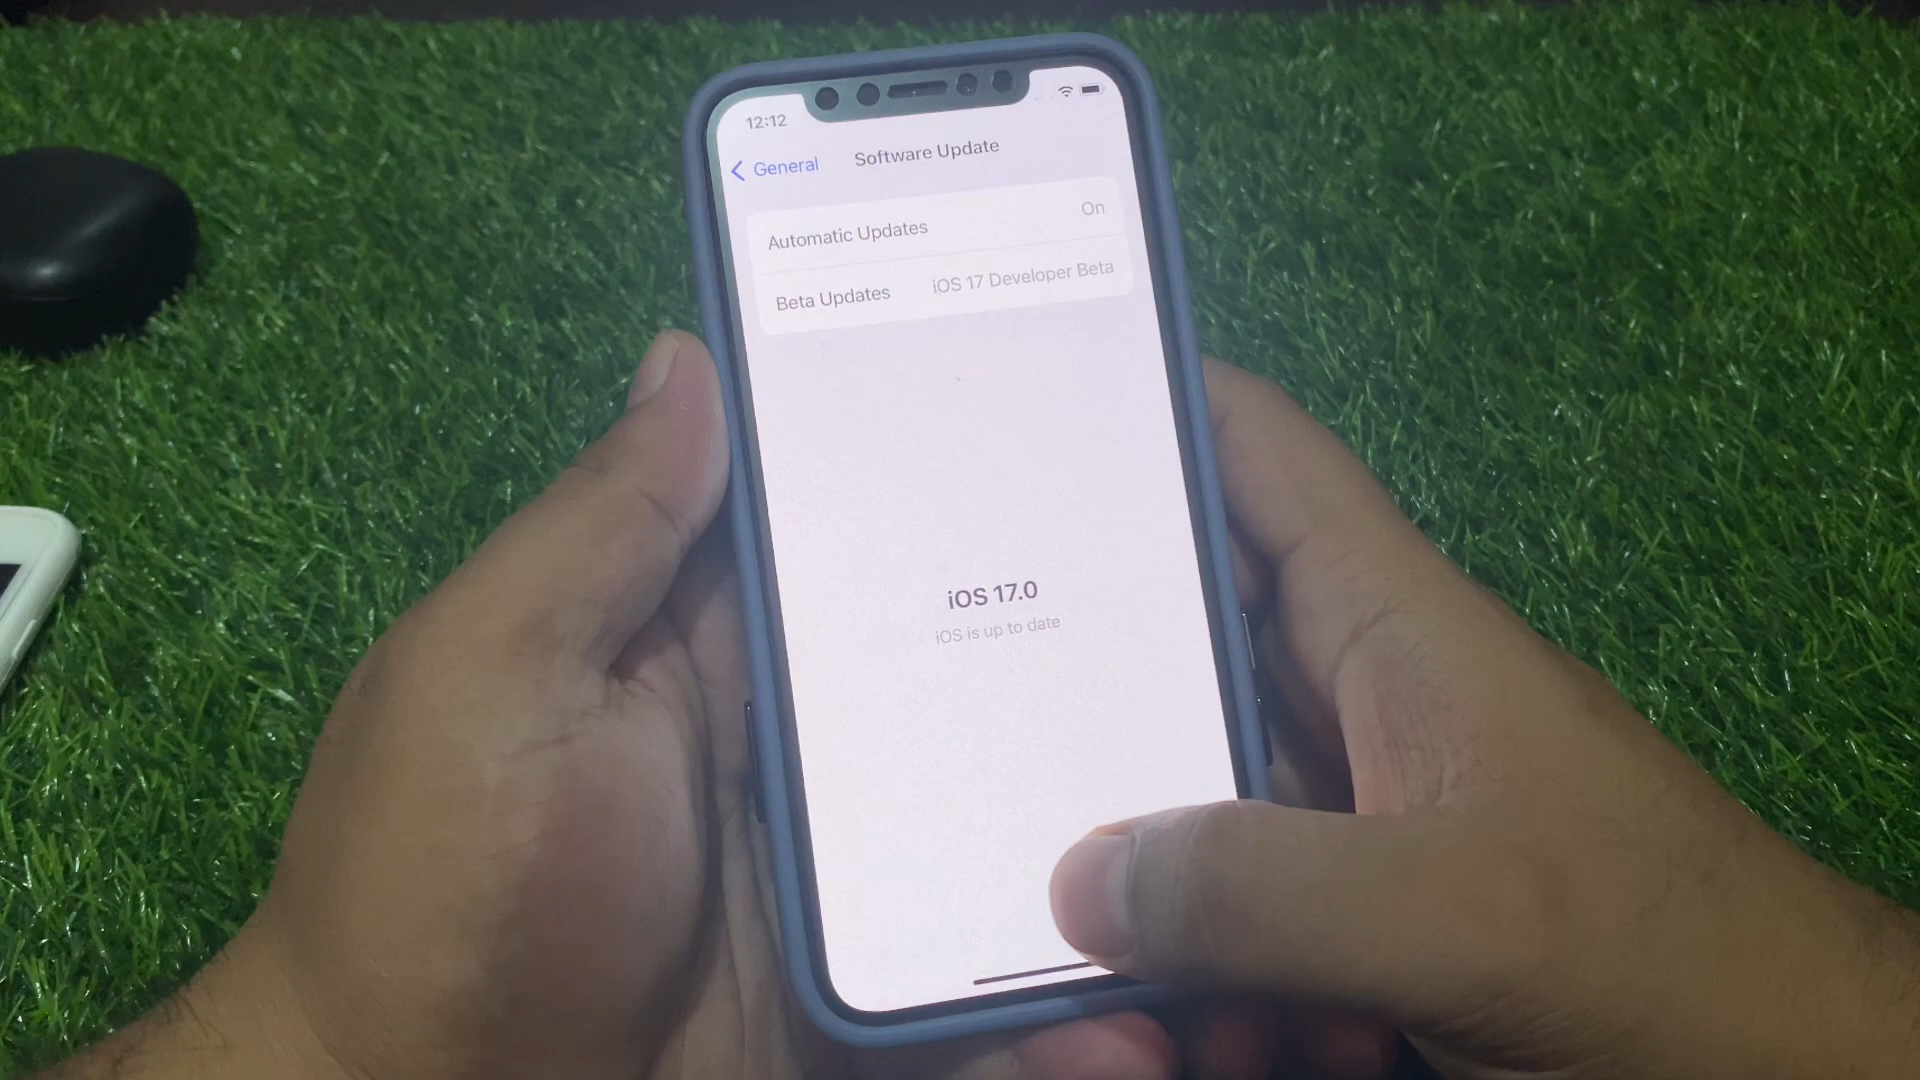 12:12
General
Software Update
Automatic Updates On
Beta Updates iOS 17 Developer Beta
iOS 17.0
iOS is up to date